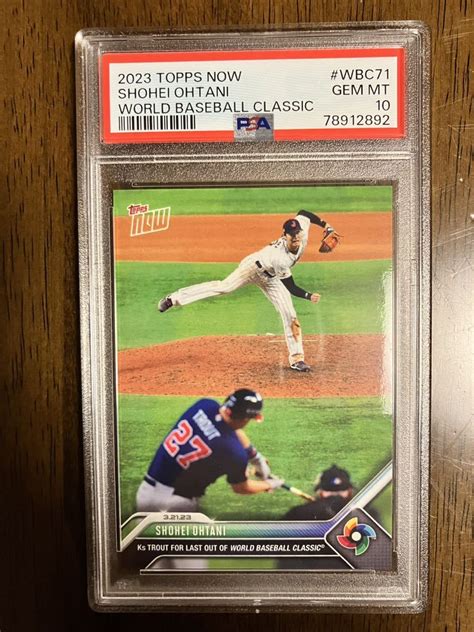 2023 TOPPS NOW #WBC71
SHOHEI OHTANI GEM MT
WORLD BASEBALL CLASSIC 10
PSA 78912892
Topps
NOW
TROUT
27
3.21.23
SHOHEI OHTANI
Ks TROUT FOR LAST OUT OF WORLD BASEBALL CLASSIC®